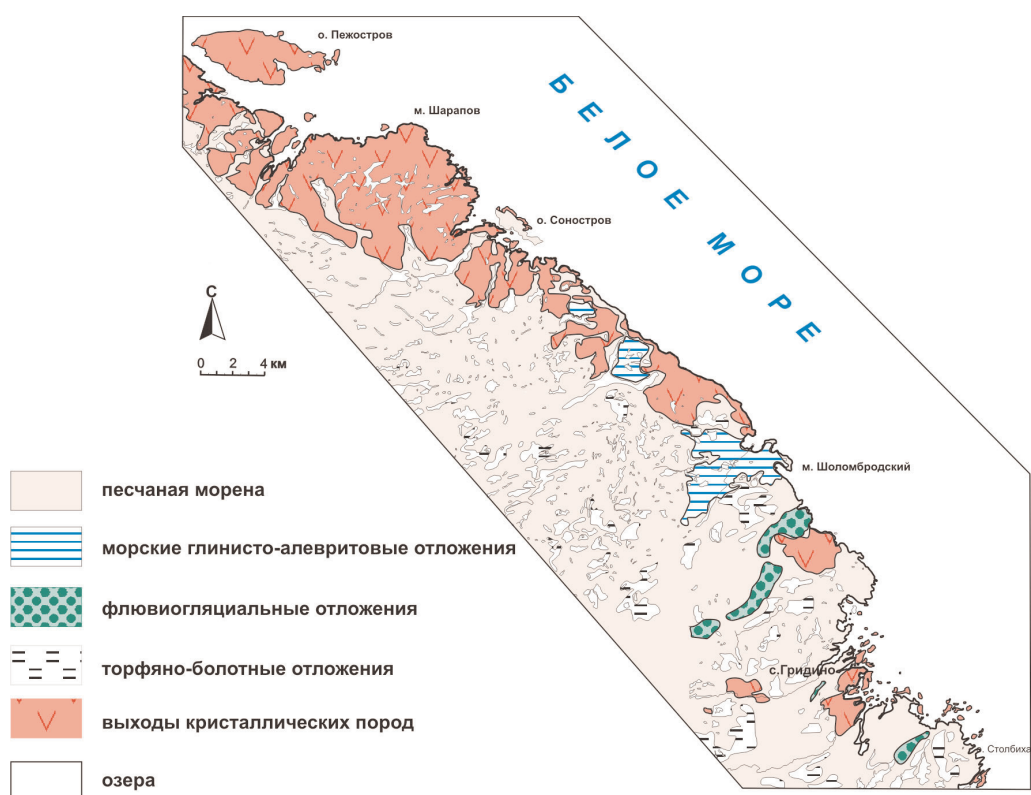 о. Пежостров
м. Шарапов
о. Соностров
БЕЛОЕ МОРЕ
С
0 2 4 км
м. Шоломбродский
с.Гридино
. Столбиха
песчаная морена
морские глинисто-алевритовые отложения
флювиогляциальные отложения
торфяно-болотные отложения
выходы кристаллических пород
озера